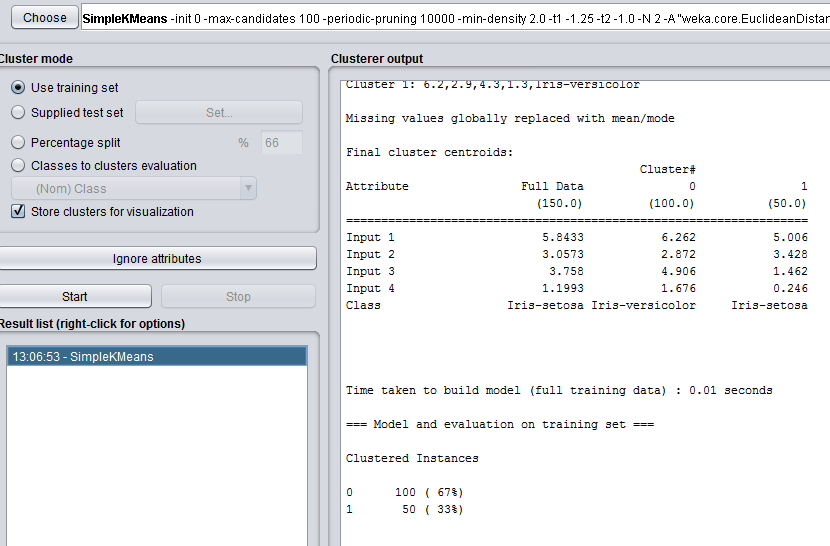 Choose SimpleKMeans -init 0 -max-candidates 100 -periodic-pruning 10000 -min-density 2.0 -t1 -1.25 -t2 -1.0 -N 2 -A "weka.core.EuclideanDistan
Cluster mode
Use training set
Supplied test set Set...
Percentage split % 66
Classes to clusters evaluation
(Nom) Class
Store clusters for visualization
Ignore attributes
Start Stop
Result list (right-click for options)
13:06:53 - SimpleKMeans
Clusterer output
Cluster 1: 6.2,2.9,4.3,1.3,Iris-versicolor
Missing values globally replaced with mean/mode
Final cluster centroids:
Cluster#
Attribute Full Data 0 1
(150.0) (100.0) (50.0)
==================================================================
Input 1 5.8433 6.262 5.006
Input 2 3.0573 2.872 3.428
Input 3 3.758 4.906 1.462
Input 4 1.1993 1.676 0.246
Class Iris-setosa Iris-versicolor Iris-setosa
Time taken to build model (full training data) : 0.01 seconds
=== Model and evaluation on training set ===
Clustered Instances
0 100 ( 67%)
1 50 ( 33%)